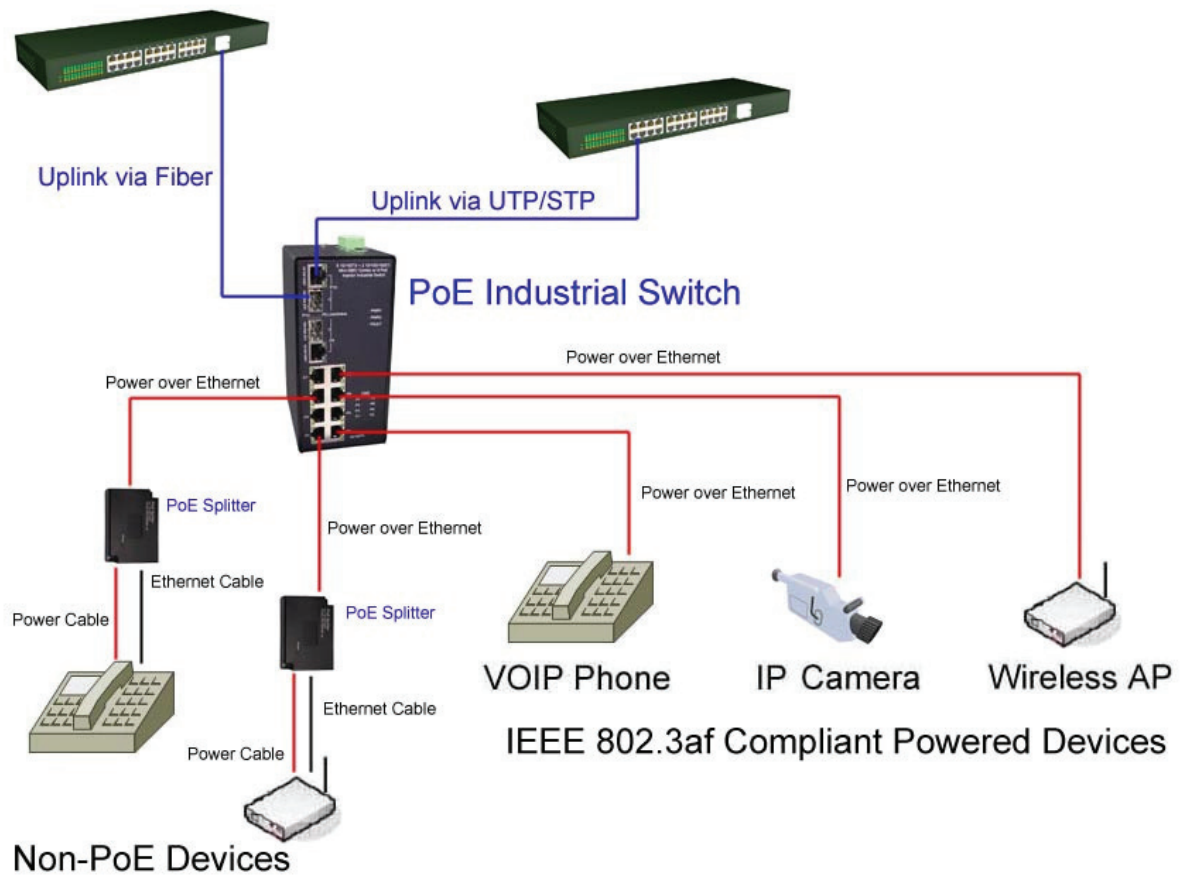 Uplink via Fiber
Uplink via UTP/STP
PoE Industrial Switch
Power over Ethernet
Power over Ethernet
PoE Splitter
Power over Ethernet
Power over Ethernet
Power over Ethernet
Ethernet Cable
Power Cable
PoE Splitter
VOIP Phone
IP Camera
Wireless AP
Ethernet Cable
Power Cable
IEEE 802.3af Compliant Powered Devices
Non-PoE Devices